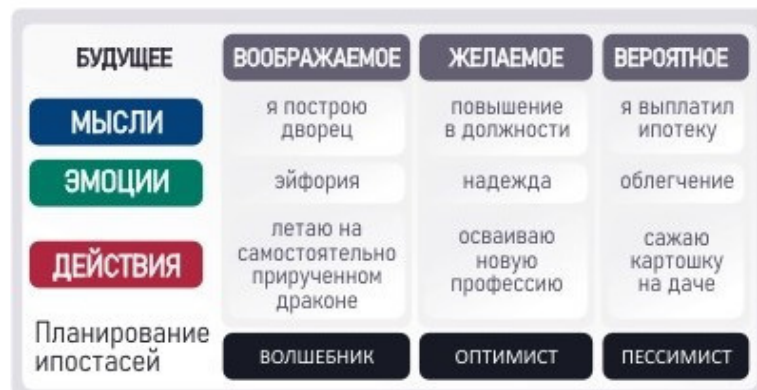 БУДУЩЕЕ ВООБРАЖАЕМОЕ ЖЕЛАЕМОЕ ВЕРОЯТНОЕ
МЫСЛИ
я построю
дворец
повышение
в должности
я выплатил
ипотеку
ЭМОЦИИ
эйфория
надежда
облегчение
ДЕЙСТВИЯ
летаю на
самостоятельно
прирученном
драконе
осваиваю
новую
профессию
сажаю
картошку
на даче
Планирование
ипостасей
ВОЛШЕБНИК
ОПТИМИСТ
ПЕССИМИСТ